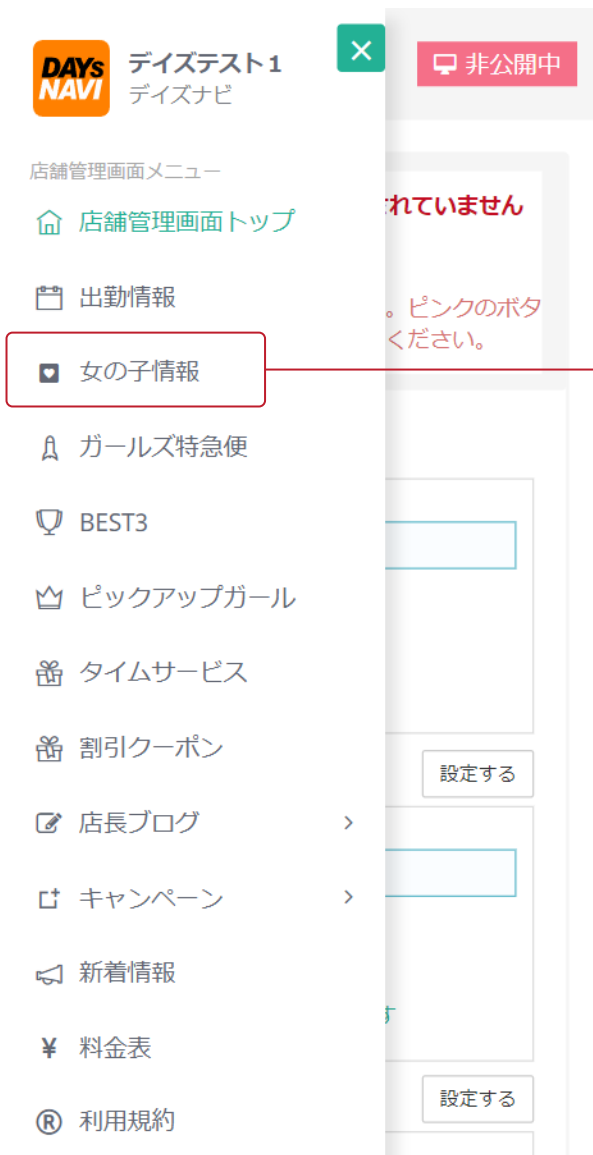 DAYs
NAVI
デイズテスト1
デイズナビ
×
非公開中
店舗管理画面メニュー
れていません
店舗管理画面トップ
出勤情報
。ピンクのボタ
ください。
女の子情報
ガールズ特急便
BEST3
ピックアップガール
タイムサービス
割引クーポン
設定する
店長ブログ
キャンペーン
新着情報
す
¥ 料金表
設定する
® 利用規約